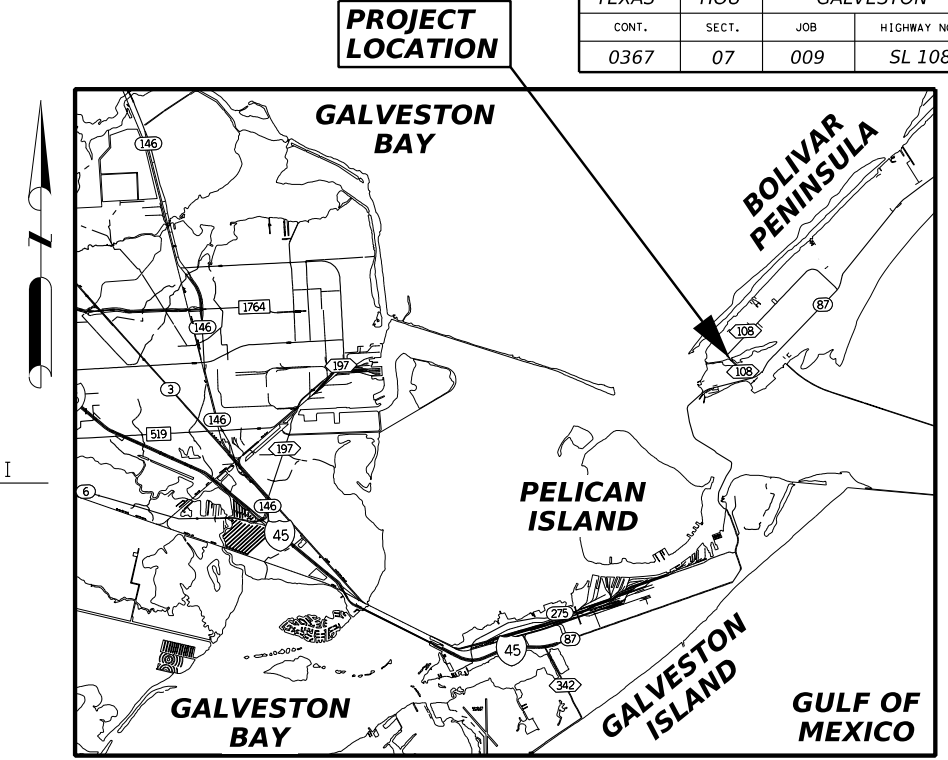 TEXAS HOU GALVESTON
CONT. SECT. JOB HIGHWAY
0367 07 009 SL 108
PROJECT
LOCATION
GALVESTON
BAY
BOLIVAR
PENINSULA
146
1764
146
87
108
108
197
3
146
519
197
6
146
45
PELICAN
ISLAND
275
87
45
342
GALVESTON
ISLAND
GALVESTON
BAY
GULF OF
MEXICO
N
I